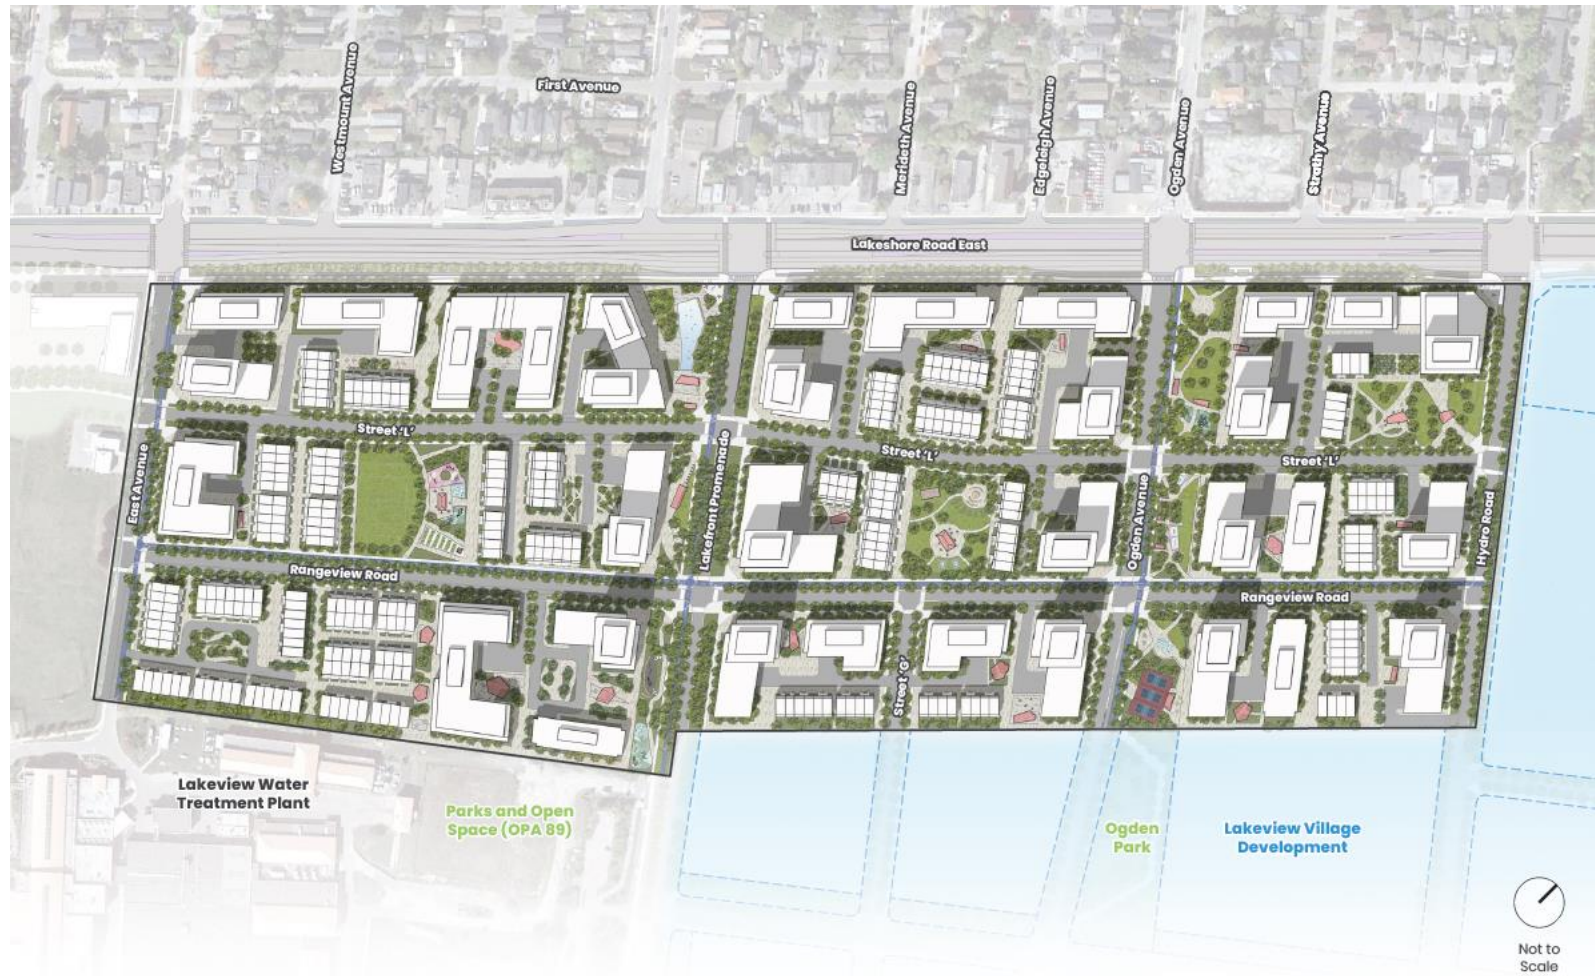 Westmount Avenue
First Avenue
Merideth Avenue
Edgeleigh Avenue
Ogden Avenue
Strathy Avenue
Lakeshore Road East
Street 'L'
Street 'L'
Street 'L'
East Avenue
Lakefront Promenade
Ogden Avenue
Hydro Road
Rangeview Road
Rangeview Road
Street 'G'
Lakeview Water
Treatment Plant
Parks and Open
Space (OPA 89)
Ogden
Park
Lakeview Village
Development
Not to
Scale